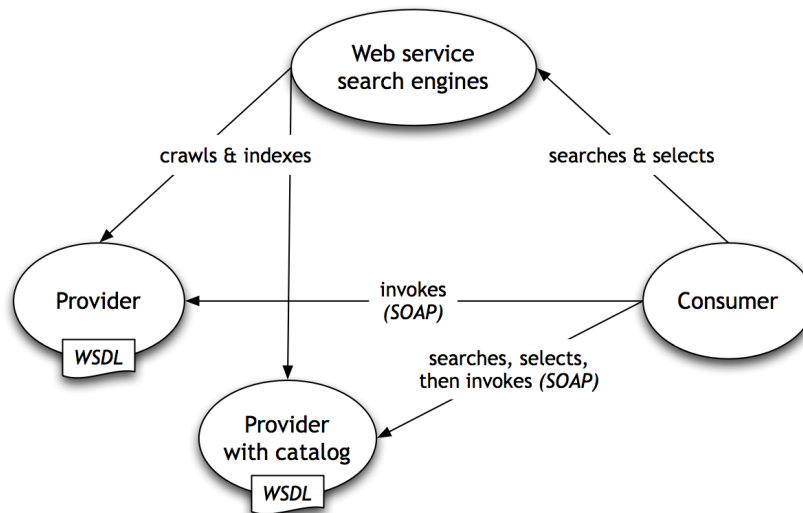 Web service
search engines
crawls & indexes
searches & selects
Provider
invokes
(SOAP)
Consumer
WSDL
searches, selects,
then invokes (SOAP)
Provider
with catalog
WSDL